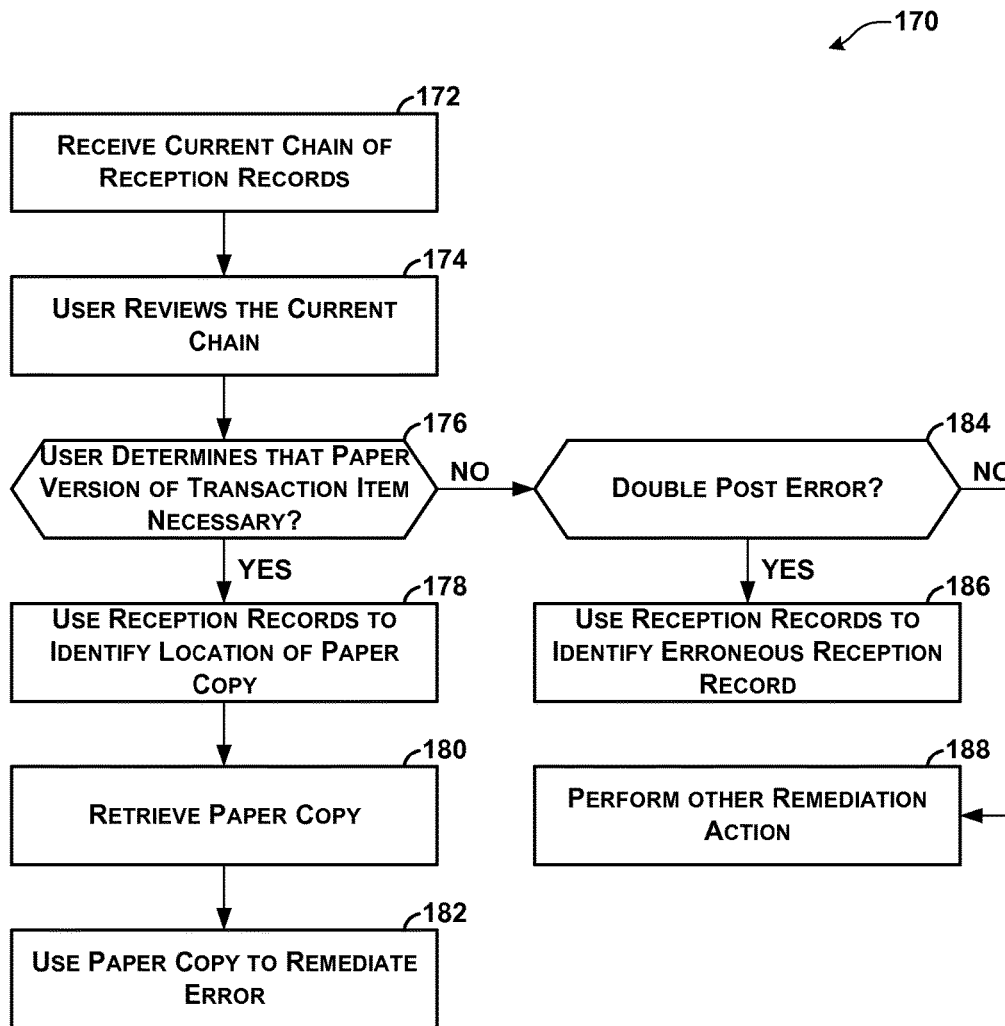 170
172
RECEIVE CURRENT CHAIN OF
RECEPTION RECORDS
174
USER REVIEWS THE CURRENT
CHAIN
176
USER DETERMINES THAT PAPER
VERSION OF TRANSACTION ITEM
NECESSARY?
NO
184
DOUBLE POST ERROR?
NO
YES
178
USE RECEPTION RECORDS TO
IDENTIFY LOCATION OF PAPER
COPY
YES
186
USE RECEPTION RECORDS TO
IDENTIFY ERRONEOUS RECEPTION
RECORD
180
RETRIEVE PAPER COPY
188
PERFORM OTHER REMEDIATION
ACTION
182
USE PAPER COPY TO REMEDIATE
ERROR